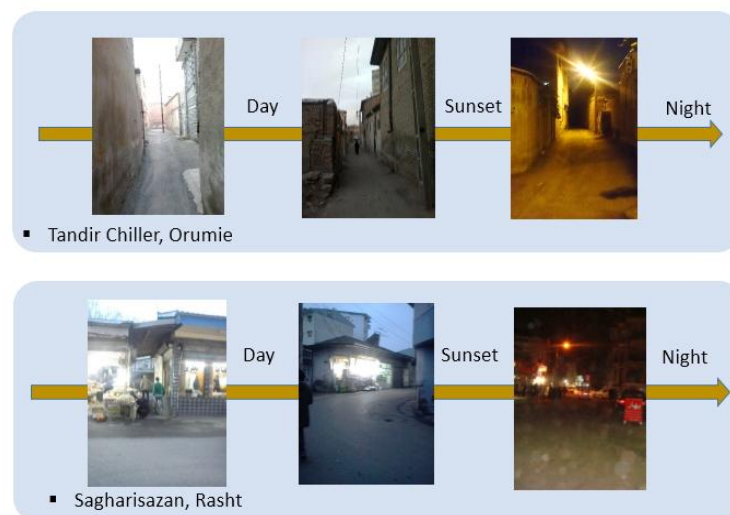 Day
Sunset
Night
▪ Tandir Chiller, Orumie
Day
Sunset
Night
▪ Sagharisazan, Rasht